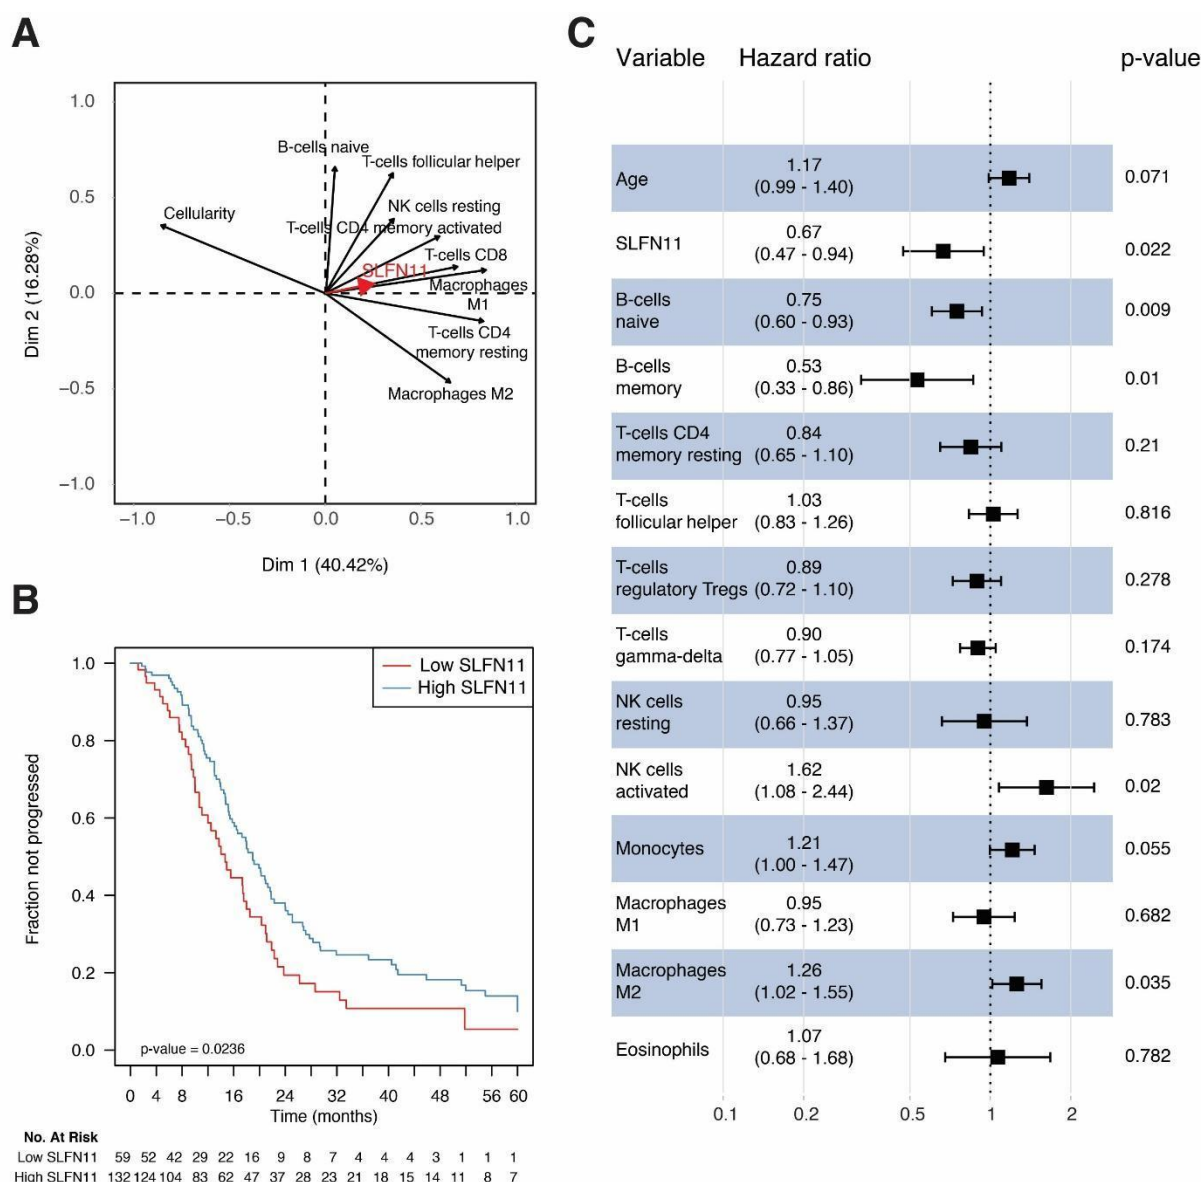 A
1.0
0.5
0.0
−0.5
−1.0
Dim 2 (16.28%)
B-cells naive
T-cells follicular helper
Cellularity
NK cells resting
T-cells CD4 memory activated
T-cells CD8
SLFN11
Macrophages
M1
T-cells CD4
memory resting
Macrophages M2
−1.0 −0.5 0.0 0.5 1.0
Dim 1 (40.42%)
B
Low SLFN11
High SLFN11
1.0
0.8
0.6
0.4
0.2
0.0
Fraction not progressed
p-value = 0.0236
0 4 8 16 24 32 40 48 56 60
Time (months)
No. At Risk
Low SLFN11 59 52 42 29 22 16 9 8 7 4 4 4 3 1 1 1
High SLFN11 132 124 104 83 62 47 37 28 23 21 18 15 14 11 8 7
C
Variable Hazard ratio p-value
Age 1.17 (0.99 - 1.40) 0.071
SLFN11 0.67 (0.47 - 0.94) 0.022
B-cells naive 0.75 (0.60 - 0.93) 0.009
B-cells memory 0.53 (0.33 - 0.86) 0.01
T-cells CD4 memory resting 0.84 (0.65 - 1.10) 0.21
T-cells follicular helper 1.03 (0.83 - 1.26) 0.816
T-cells regulatory Tregs 0.89 (0.72 - 1.10) 0.278
T-cells gamma-delta 0.90 (0.77 - 1.05) 0.174
NK cells resting 0.95 (0.66 - 1.37) 0.783
NK cells activated 1.62 (1.08 - 2.44) 0.02
Monocytes 1.21 (1.00 - 1.47) 0.055
Macrophages M1 0.95 (0.73 - 1.23) 0.682
Macrophages M2 1.26 (1.02 - 1.55) 0.035
Eosinophils 1.07 (0.68 - 1.68) 0.782
0.1 0.2 0.5 1 2